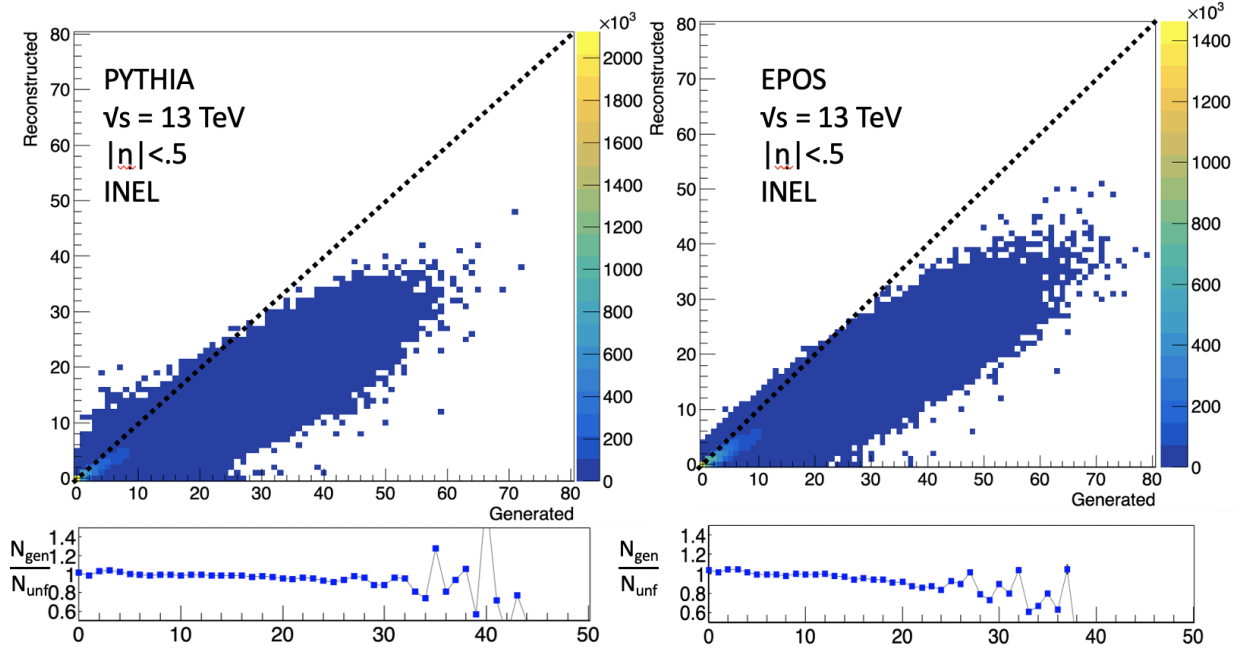 ×10³
80
70
60
50
40
30
20
10
0
Reconstructed
PYTHIA
√s = 13 TeV
|η|<.5
INEL
0 10 20 30 40 50 60 70 80
Generated
2000
1800
1600
1400
1200
1000
800
600
400
200
0
×10³
80
70
60
50
40
30
20
10
0
Reconstructed
EPOS
√s = 13 TeV
|η|<.5
INEL
0 10 20 30 40 50 60 70 80
Generated
1400
1200
1000
800
600
400
200
0
N_gen
N_unf
1.4
1.2
1
0.8
0.6
0 10 20 30 40 50
N_gen
N_unf
1.4
1.2
1
0.8
0.6
0 10 20 30 40 50